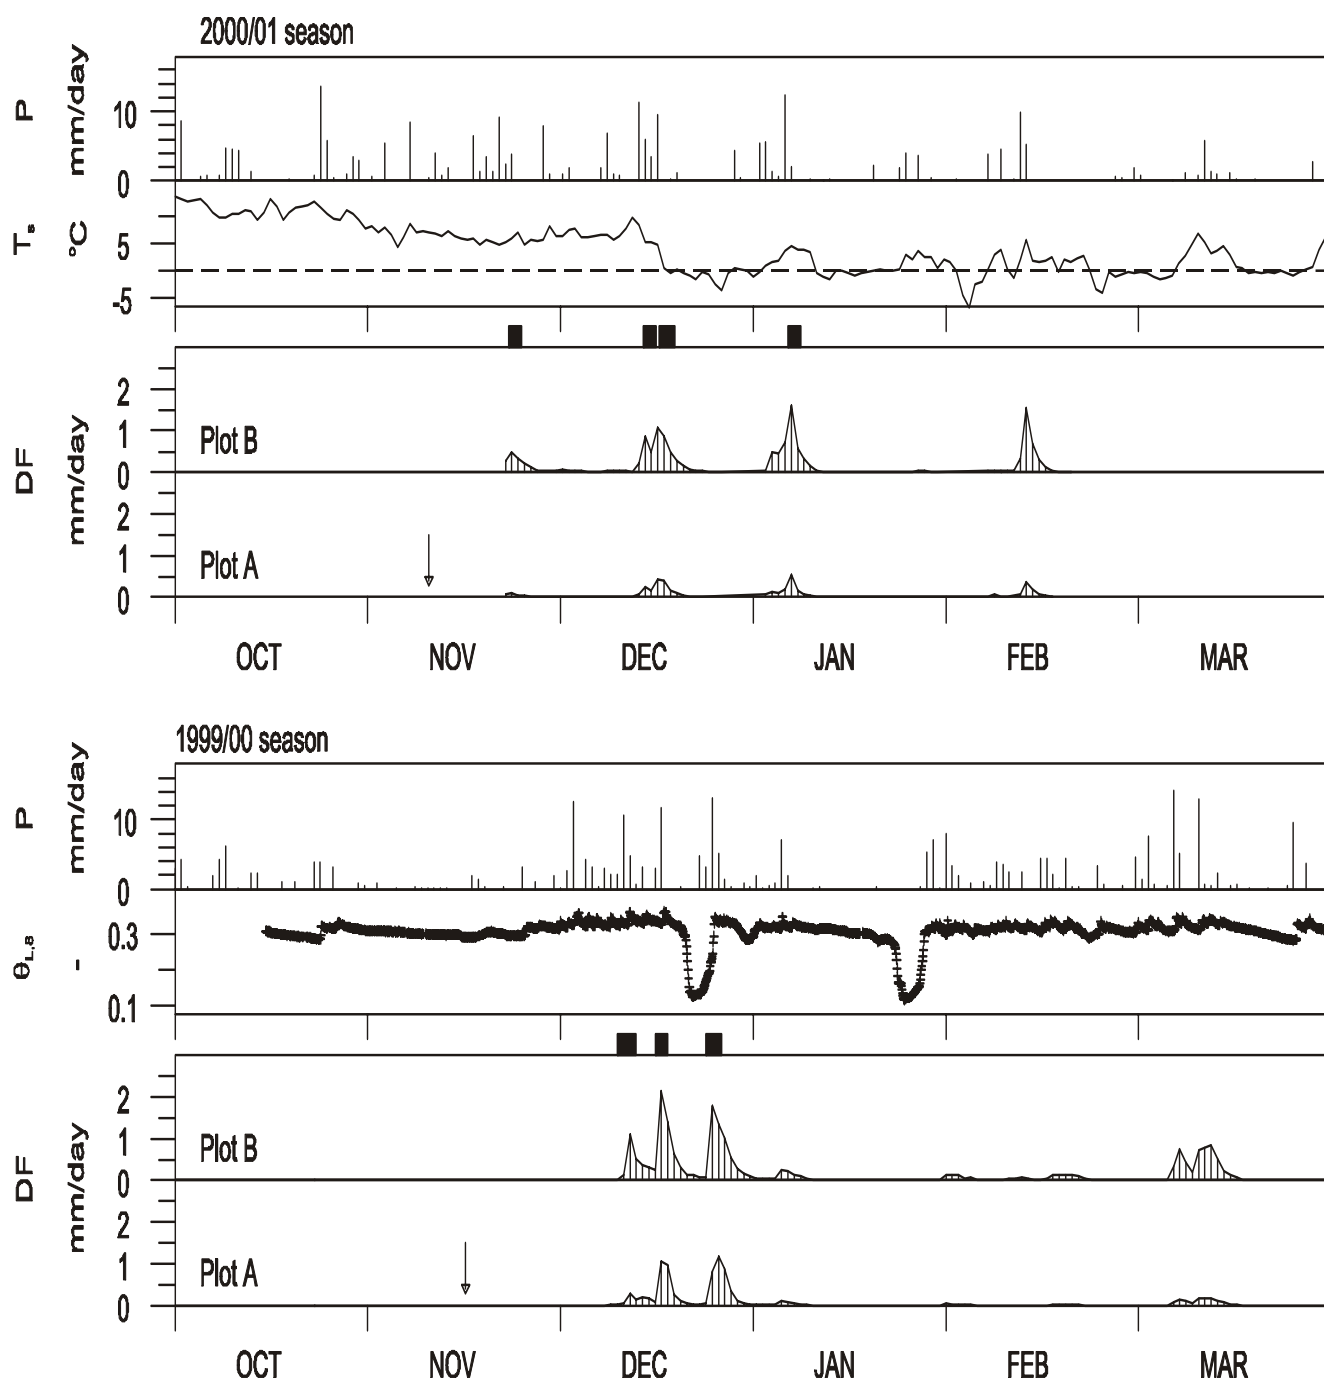 2000/01 season
P
mm/day
10
0
Tₛ
°C
5
-5
DF
mm/day
2
1
Plot B
0
2
1
Plot A
0
OCT NOV DEC JAN FEB MAR
1999/00 season
P
mm/day
10
0
θL,8
-
0.3
0.1
DF
mm/day
2
1
Plot B
0
2
1
Plot A
0
OCT NOV DEC JAN FEB MAR